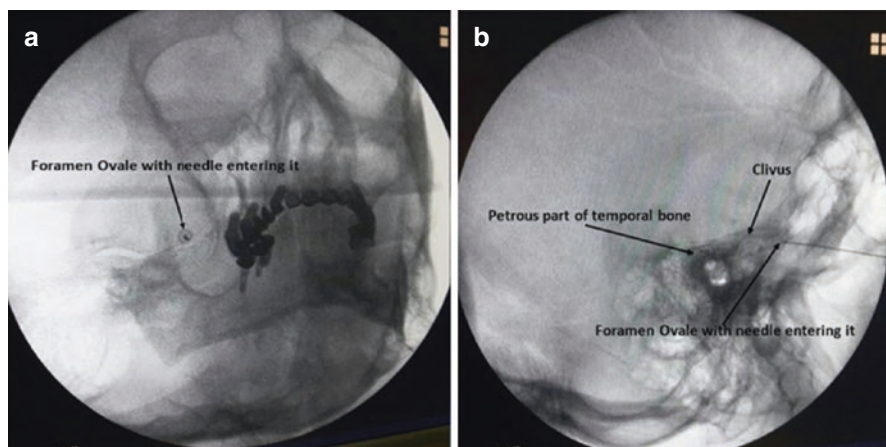 a
Foramen Ovale with needle entering it
b
Clivus
Petrous part of temporal bone
Foramen Ovale with needle entering it